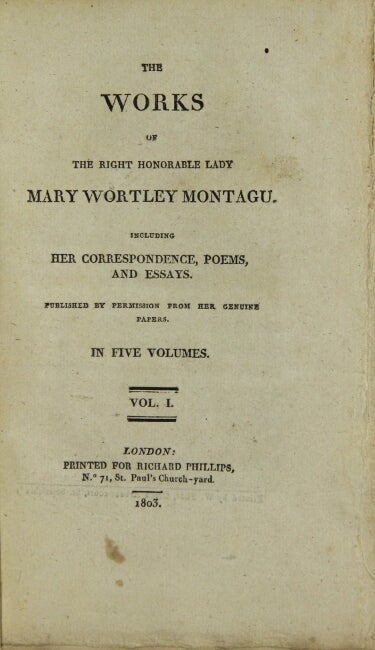 THE
WORKS
OF
THE RIGHT HONORABLE LADY
MARY WORTLEY MONTAGU.
INCLUDING
HER CORRESPONDENCE, POEMS,
AND ESSAYS.
PUBLISHED BY PERMISSION FROM HER GENUINE
PAPERS.
IN FIVE VOLUMES.
VOL. I.
LONDON:
PRINTED FOR RICHARD PHILLIPS,
N.o 71, St. Paul's Church-yard.
1803.